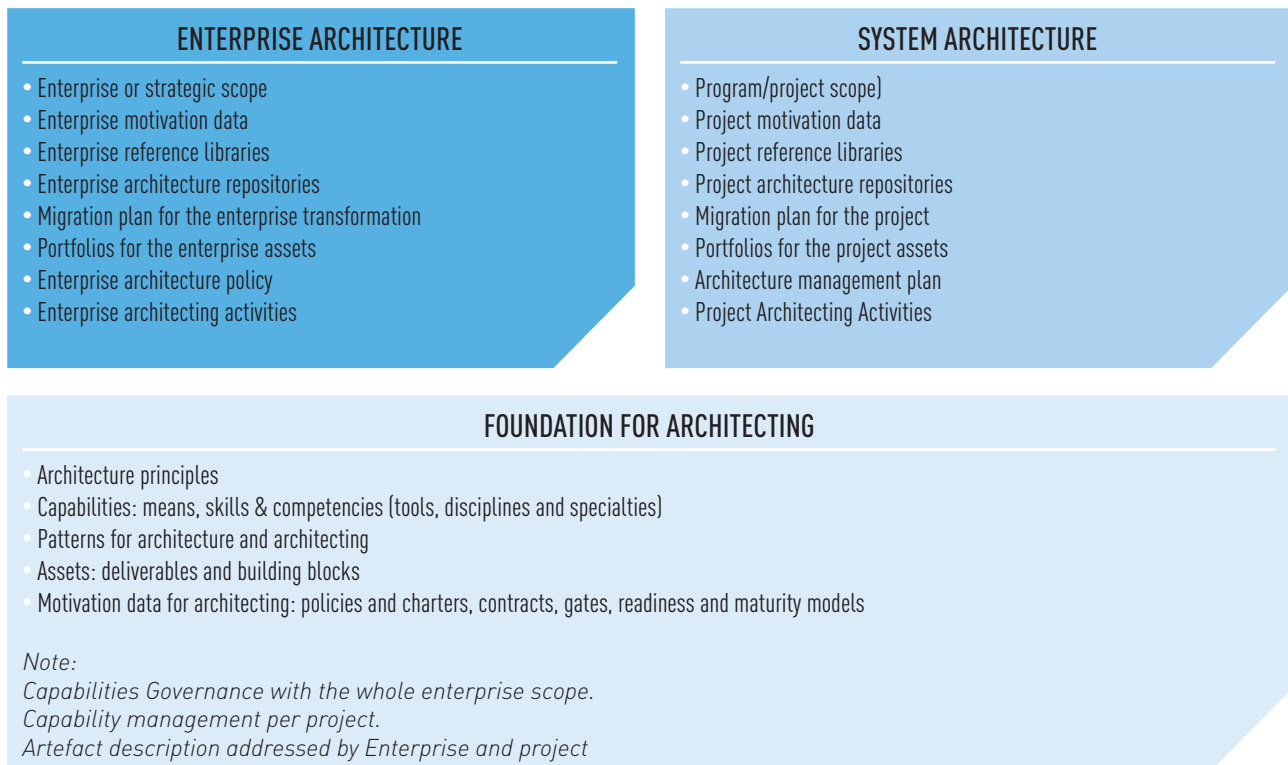 ENTERPRISE ARCHITECTURE
• Enterprise or strategic scope
• Enterprise motivation data
• Enterprise reference libraries
• Enterprise architecture repositories
• Migration plan for the enterprise transformation
• Portfolios for the enterprise assets
• Enterprise architecture policy
• Enterprise architecting activities
SYSTEM ARCHITECTURE
• Program/project scope)
• Project motivation data
• Project reference libraries
• Project architecture repositories
• Migration plan for the project
• Portfolios for the project assets
• Architecture management plan
• Project Architecting Activities
FOUNDATION FOR ARCHITECTING
• Architecture principles
• Capabilities: means, skills & competencies (tools, disciplines and specialties)
• Patterns for architecture and architecting
• Assets: deliverables and building blocks
• Motivation data for architecting: policies and charters, contracts, gates, readiness and maturity models
Note:
Capabilities Governance with the whole enterprise scope.
Capability management per project.
Artefact description addressed by Enterprise and project